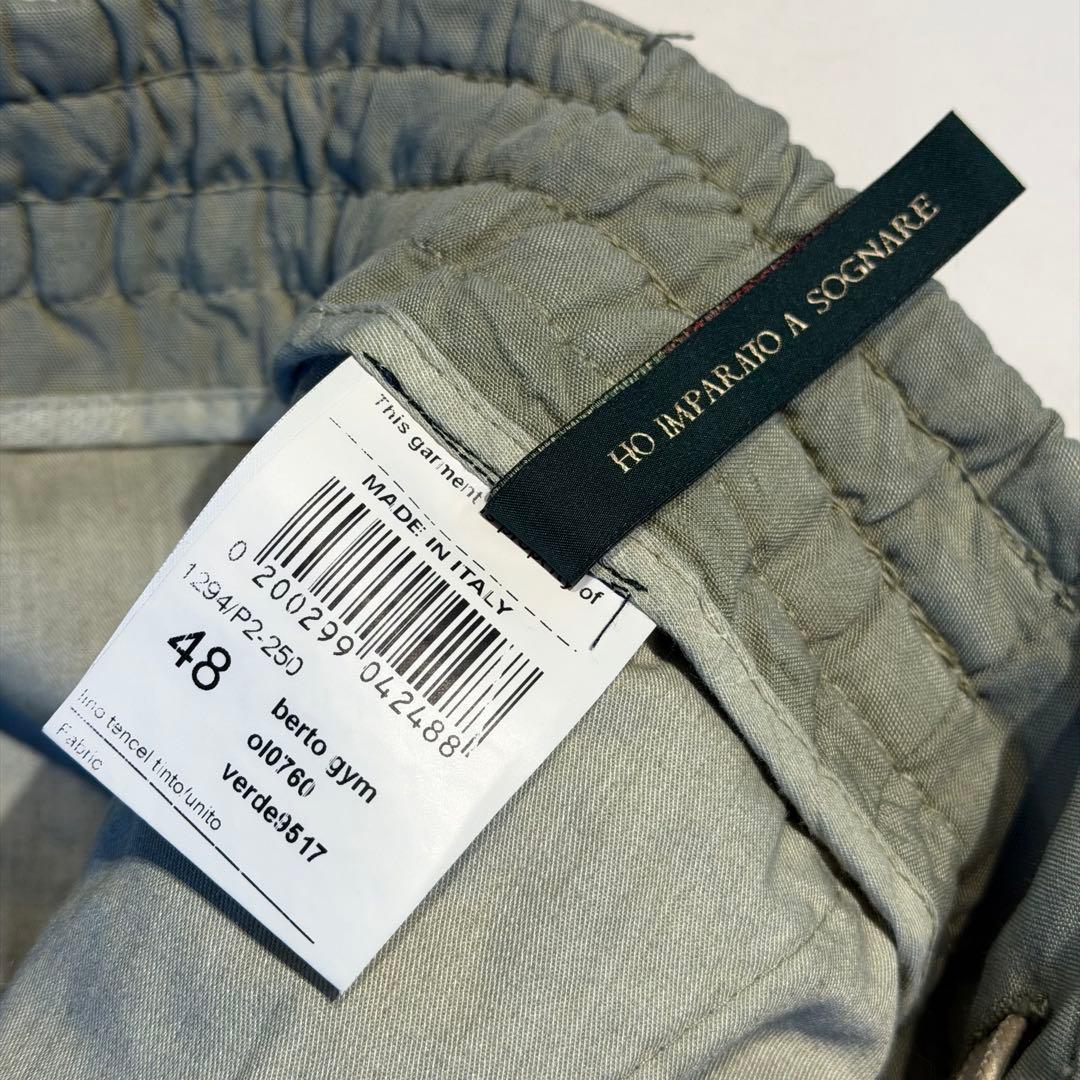 HO IMPARATO A SOGNARE
This garment
of
MADE IN ITALY
0 200299 042488
1294/P2-250
48
berto gym
ol0760
verde9517
lino tencel tinto/unito
Fabric